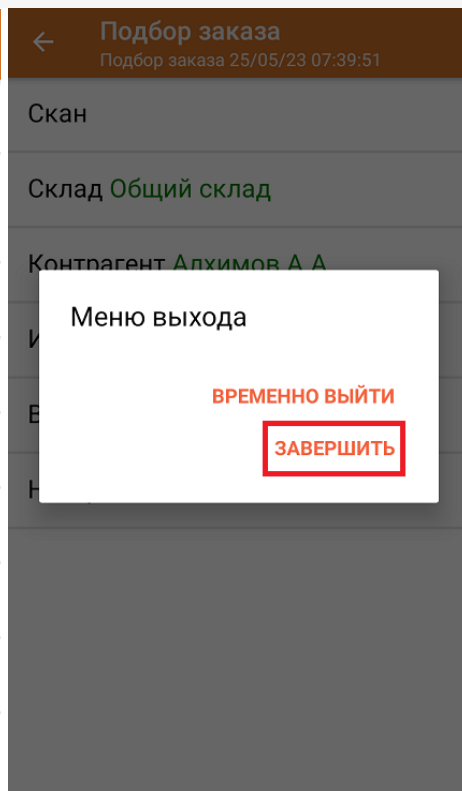 Подбор заказа
Подбор заказа 25/05/23 07:39:51
Скан
Склад Общий склад
Контрагент Алхимов А А
Меню выхода
ВРЕМЕННО ВЫЙТИ
ЗАВЕРШИТЬ